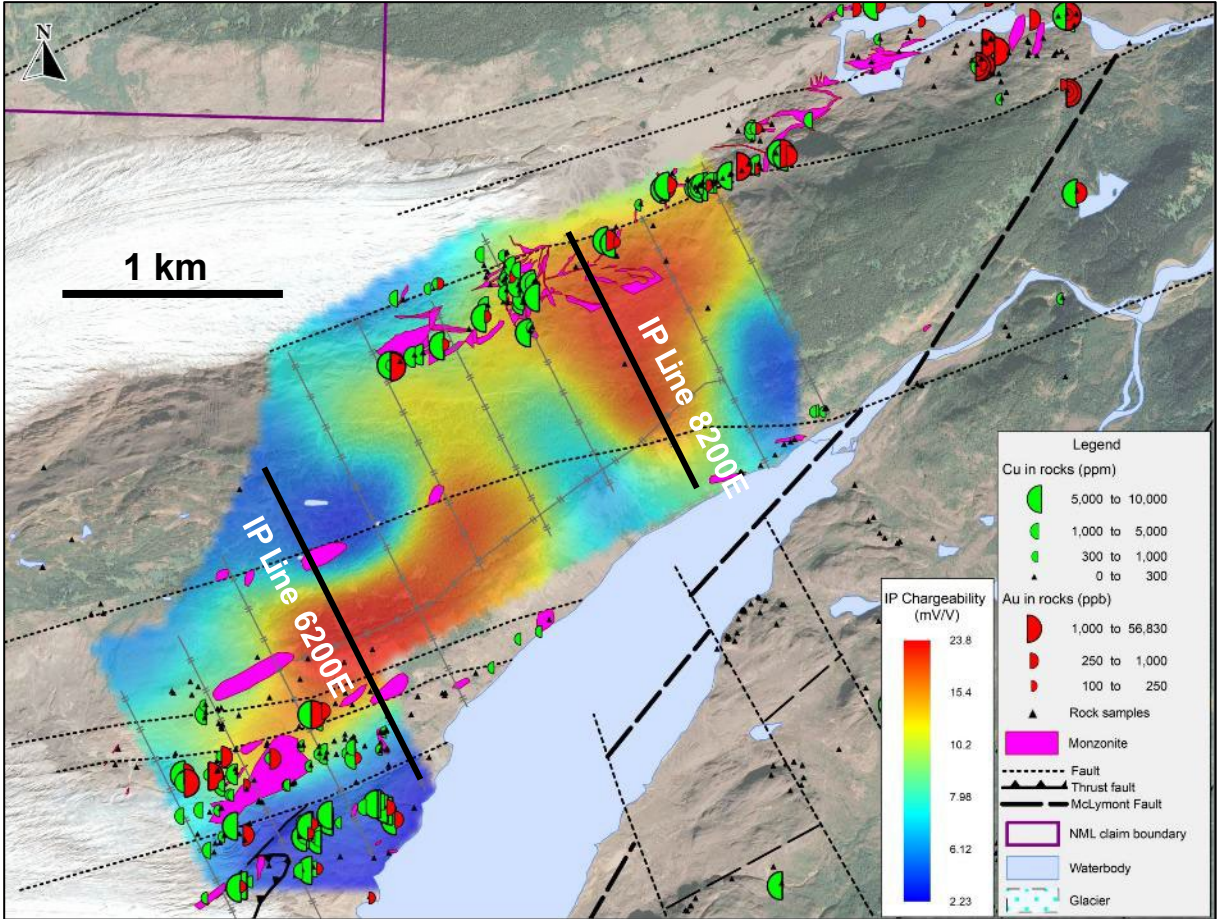 N
1 km
IP Line 8200E
IP Line 6200E
IP Chargeability
(mV/V)
23.8
15.4
10.2
7.98
6.12
2.23
Legend
Cu in rocks (ppm)
5,000 to 10,000
1,000 to 5,000
300 to 1,000
0 to 300
Au in rocks (ppb)
1,000 to 56,830
250 to 1,000
100 to 250
Rock samples
Monzonite
Fault
Thrust fault
McLymont Fault
NML claim boundary
Waterbody
Glacier